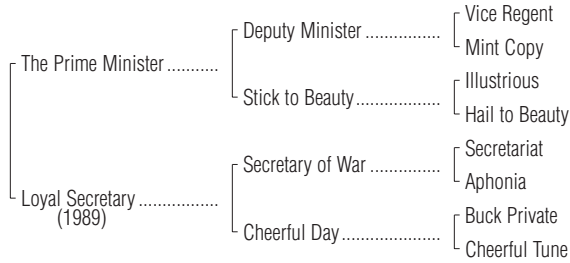 Vice Regent
Deputy Minister ................
Mint Copy
The Prime Minister ...........
Illustrious
Stick to Beauty ..................
Hail to Beauty
Secretariat
Secretary of War ...............
Aphonia
Loyal Secretary .................
(1989)
Buck Private
Cheerful Day .....................
Cheerful Tune